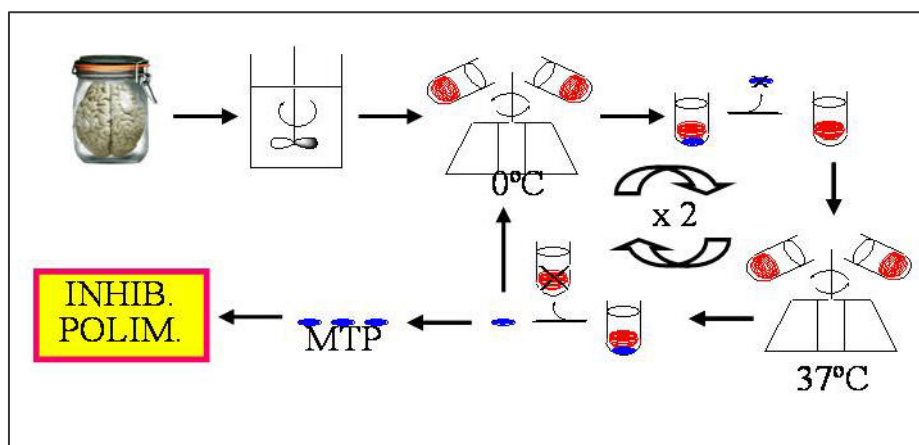 0ºC
x 2
INHIB.
POLIM.
MTP
37ºC